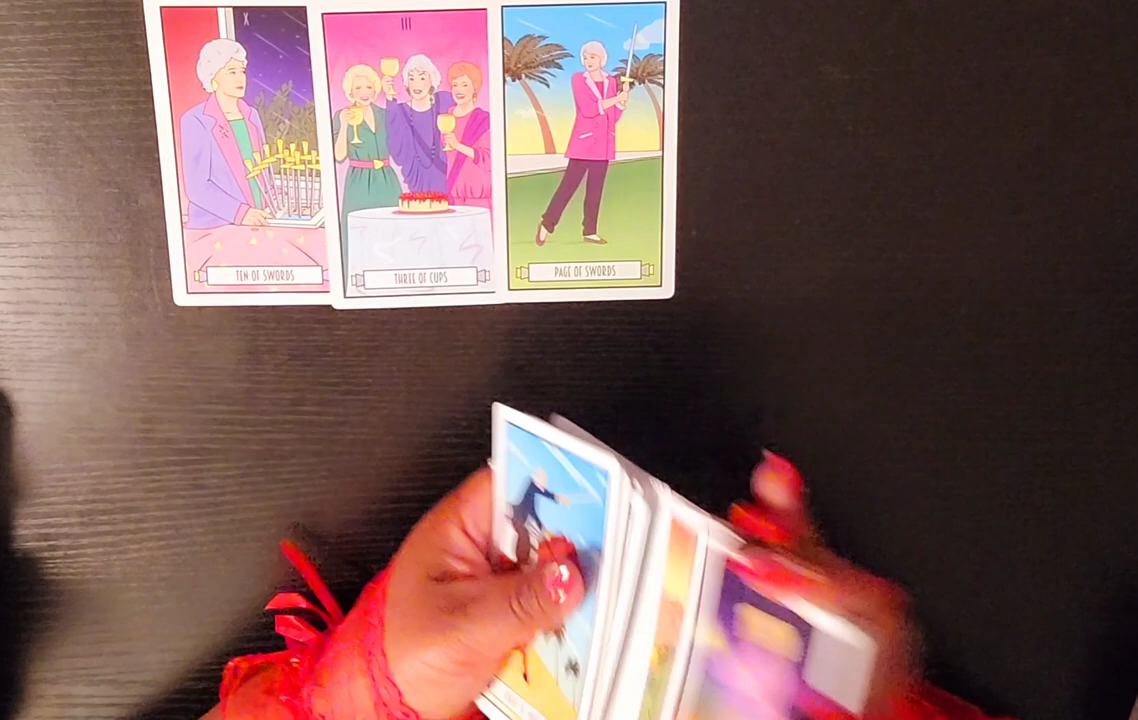 X
TEN OF SWORDS
III
THREE OF CUPS
PAGE OF SWORDS